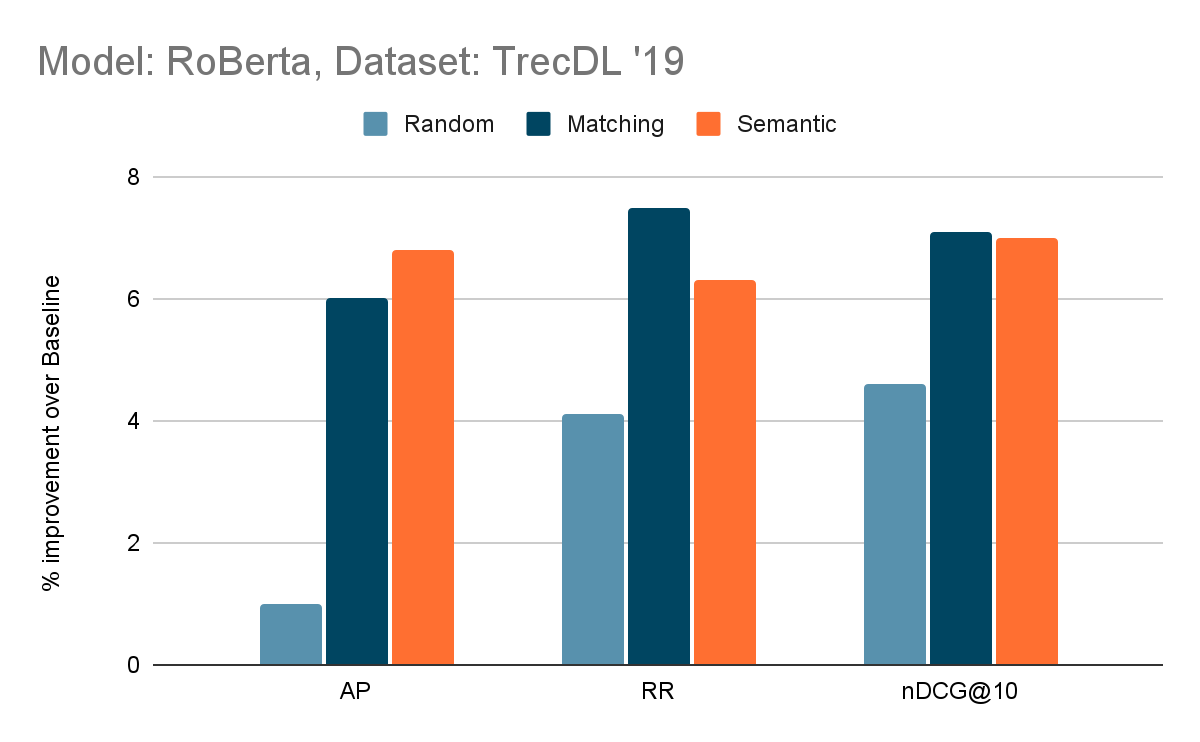 Model: RoBerta, Dataset: TrecDL '19
Random Matching Semantic
% improvement over Baseline
8
6
4
2
0
AP RR nDCG@10